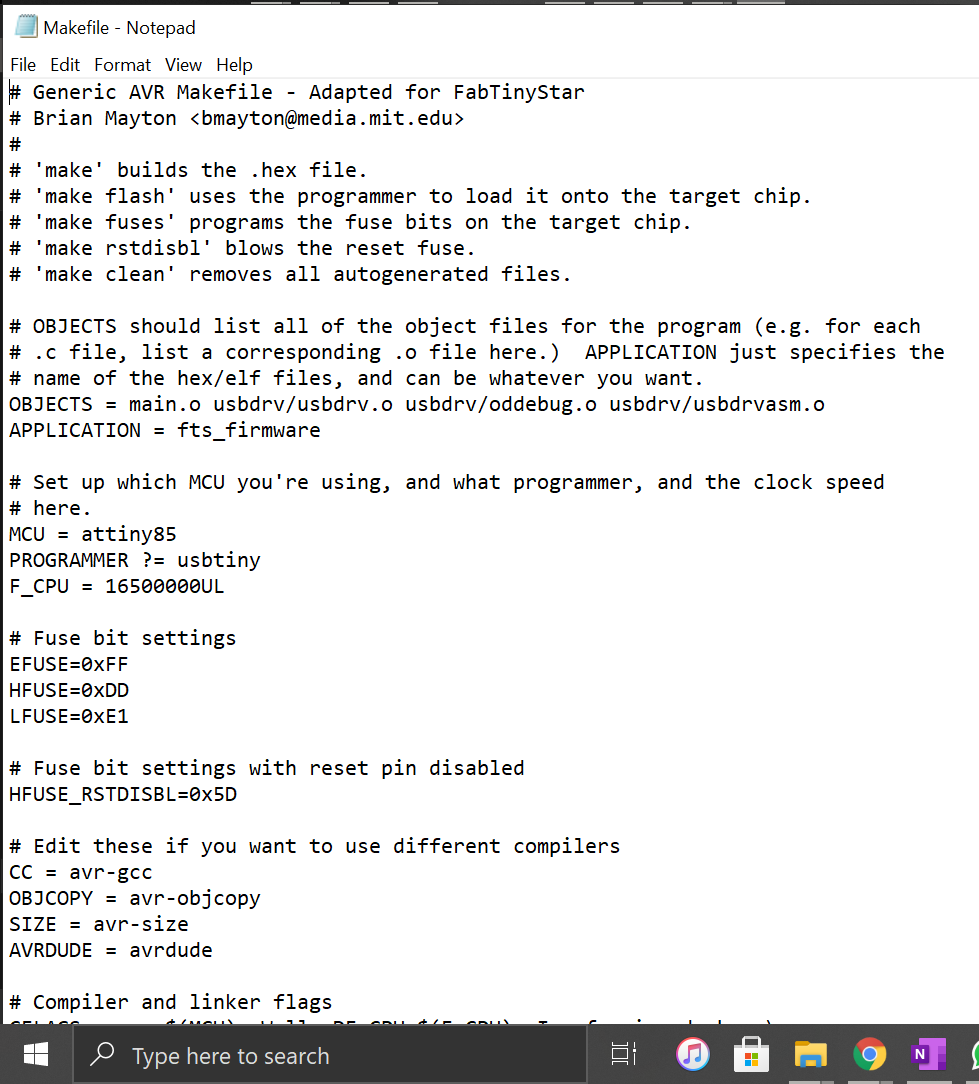 Makefile - Notepad
File Edit Format View Help
# Generic AVR Makefile - Adapted for FabTinyStar
# Brian Mayton <bmayton@media.mit.edu>
#
# 'make' builds the .hex file.
# 'make flash' uses the programmer to load it onto the target chip.
# 'make fuses' programs the fuse bits on the target chip.
# 'make rstdisbl' blows the reset fuse.
# 'make clean' removes all autogenerated files.
# OBJECTS should list all of the object files for the program (e.g. for each
# .c file, list a corresponding .o file here.)  APPLICATION just specifies the
# name of the hex/elf files, and can be whatever you want.
OBJECTS = main.o usbdrv/usbdrv.o usbdrv/oddebug.o usbdrv/usbdrvasm.o
APPLICATION = fts_firmware
# Set up which MCU you're using, and what programmer, and the clock speed
# here.
MCU = attiny85
PROGRAMMER ?= usbtiny
F_CPU = 16500000UL
# Fuse bit settings
EFUSE=0xFF
HFUSE=0xDD
LFUSE=0xE1
# Fuse bit settings with reset pin disabled
HFUSE_RSTDISBL=0x5D
# Edit these if you want to use different compilers
CC = avr-gcc
OBJCOPY = avr-objcopy
SIZE = avr-size
AVRDUDE = avrdude
# Compiler and linker flags
Type here to search
N